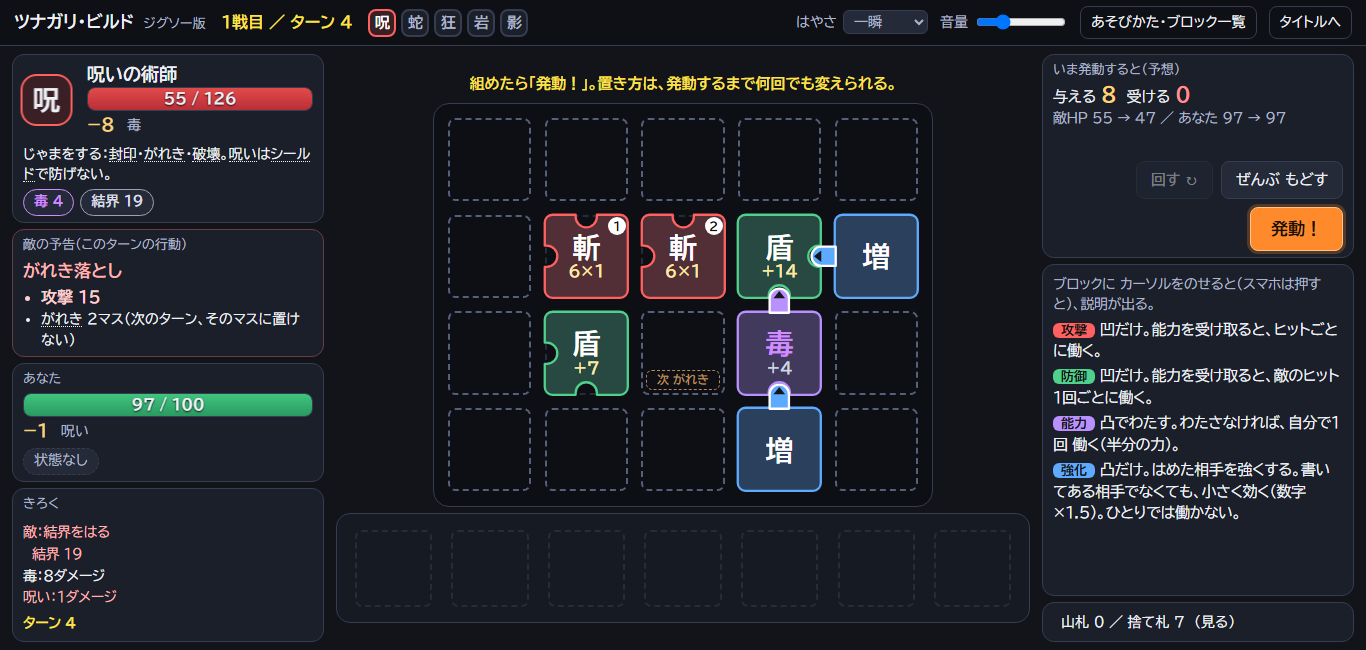 ツナガリ・ビルド ジグソー版 1戦目 ／ ターン 4 呪 蛇 狂 岩 影 はやさ 一瞬 音量 あそびかた・ブロック一覧 タイトルへ
呪
呪いの術師
55 / 126
−8 毒
じゃまをする:封印・がれき・破壊。呪いはシール
ドで防げない。
毒 4 結界 19
敵の予告(このターンの行動)
がれき落とし
• 攻撃 15
• がれき 2マス(次のターン、そのマスに置け
ない)
あなた
97 / 100
−1 呪い
状態なし
きろく
敵:結界をはる
結界 19
毒:8ダメージ
呪い:1ダメージ
ターン 4
組めたら「発動！」。置き方は、発動するまで何回でも変えられる。
斬 1
6×1
斬 2
6×1
盾
+14
増
盾
+7
次 がれき
毒
+4
増
いま発動すると(予想)
与える 8 受ける 0
敵HP 55 → 47 ／ あなた 97 → 97
回す ↻ ぜんぶ もどす
発動！
ブロックに カーソルをのせると(スマホは押す
と)、説明が出る。
攻撃 凹だけ。能力を受け取ると、ヒットごと
に働く。
防御 凹だけ。能力を受け取ると、敵のヒット
1回ごとに働く。
能力 凸でわたす。わたさなければ、自分で1
回 働く(半分の力)。
強化 凸だけ。はめた相手を強くする。書い
てある相手でなくても、小さく効く(数字
×1.5)。ひとりでは働かない。
山札 0 ／ 捨て札 7 (見る)